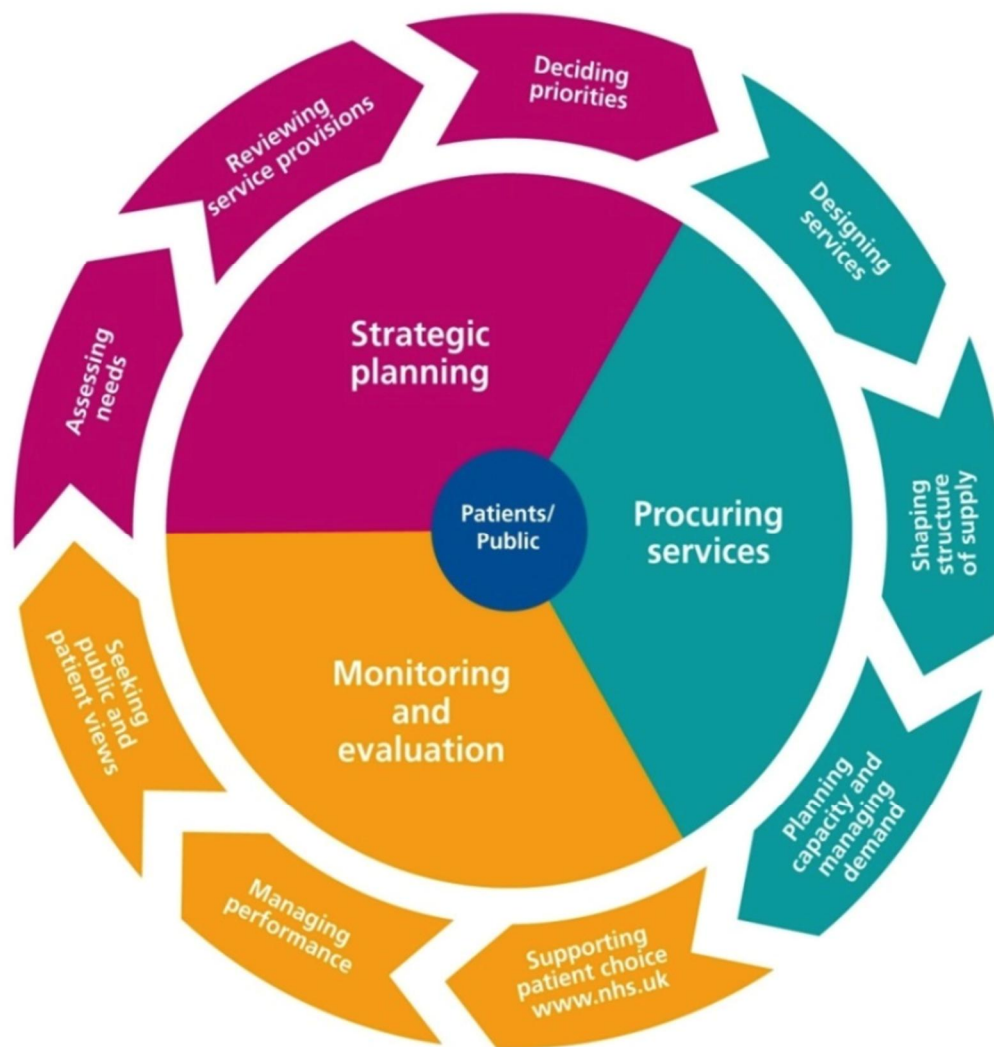 Deciding
priorities
Designing
services
Shaping
structure
of supply
Planning
capacity and
managing
demand
Supporting
patient choice
www.nhs.uk
Managing
performance
Seeking
public and
patient views
Assessing
needs
Reviewing
service provisions
Strategic
planning
Procuring
services
Monitoring
and
evaluation
Patients/
Public